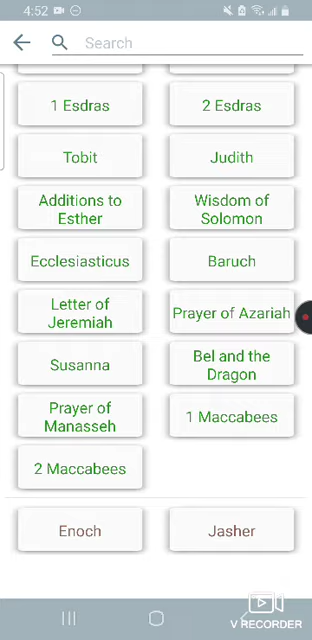 4:52
Search
1 Esdras
2 Esdras
Tobit
Judith
Additions to
Esther
Wisdom of
Solomon
Ecclesiasticus
Baruch
Letter of
Jeremiah
Prayer of Azariah
Susanna
Bel and the
Dragon
Prayer of
Manasseh
1 Maccabees
2 Maccabees
Enoch
Jasher
V RECORDER